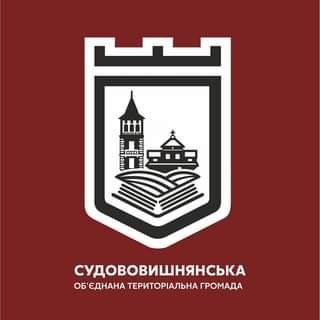 СУДОВОВИШНЯНСЬКА
ОБ'ЄДНАНА ТЕРИТОРІАЛЬНА ГРОМАДА